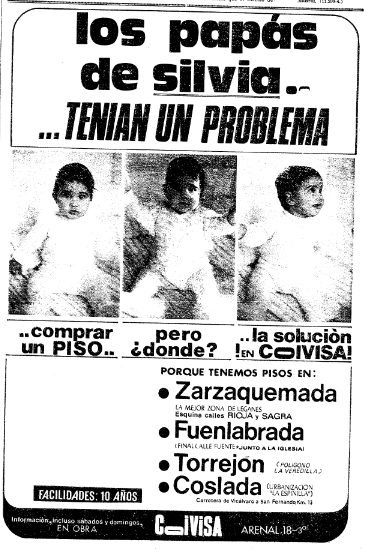 los papás
de silvia..
...TENIAN UN PROBLEMA
..comprar
un PISO..
pero
¿donde?
..la solución
!EN COIVISA!
PORQUE TENEMOS PISOS EN:
● Zarzaquemada
LA MEJOR ZONA DE LEGANES
Esquina calles RIOJA y SAGRA
● Fuenlabrada
(FINAL CALLE FUENTE JUNTO A LA IGLESIA)
● Torrejón (POLIGONO
LA VEREDILLA)
● Coslada (URBANIZACION
"LA ESPINILLA")
Carretera de Vicálvaro a San Fernando Km. 13
FACILIDADES: 10 AÑOS
Información, incluso sabados y domingos,
EN OBRA
COIVISA
ARENAL.18-3º